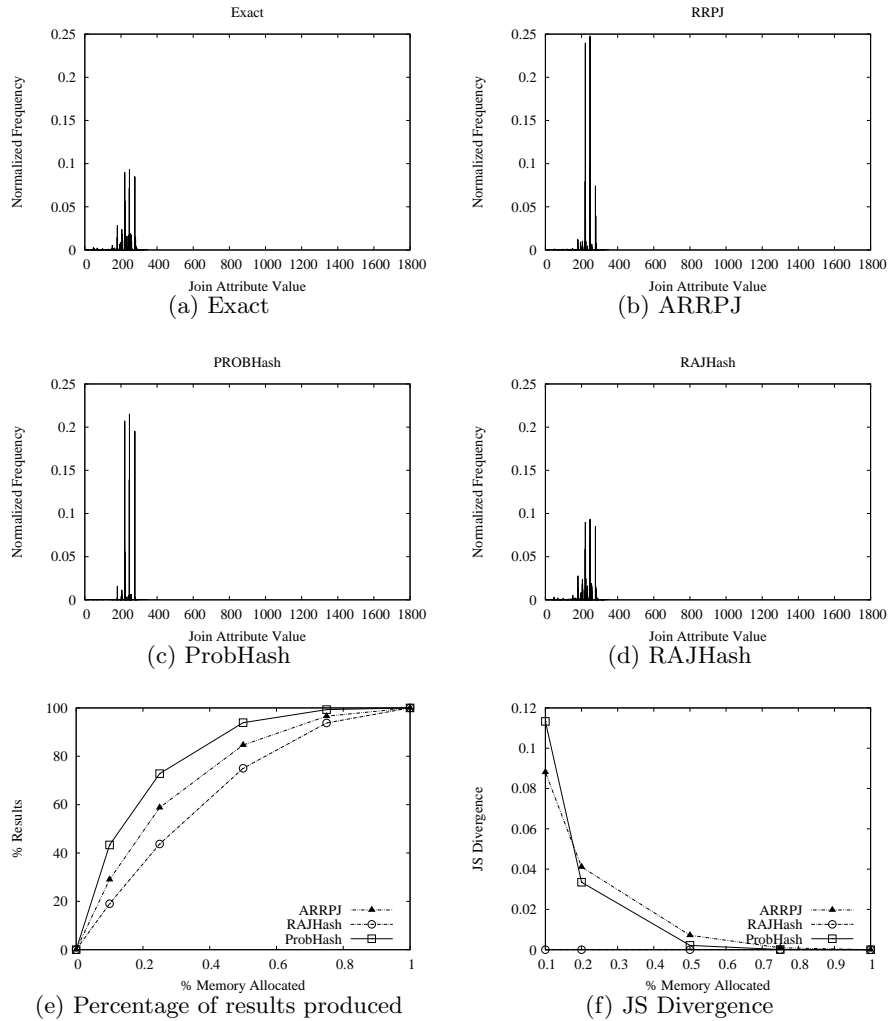 Exact
Normalized Frequency
0.25
0.2
0.15
0.1
0.05
0
0 200 400 600 800 1000 1200 1400 1600 1800
Join Attribute Value
(a) Exact
RRPJ
Normalized Frequency
0.25
0.2
0.15
0.1
0.05
0
0 200 400 600 800 1000 1200 1400 1600 1800
Join Attribute Value
(b) ARRPJ
PROBHash
Normalized Frequency
0.25
0.2
0.15
0.1
0.05
0
0 200 400 600 800 1000 1200 1400 1600 1800
Join Attribute Value
(c) ProbHash
RAJHash
Normalized Frequency
0.25
0.2
0.15
0.1
0.05
0
0 200 400 600 800 1000 1200 1400 1600 1800
Join Attribute Value
(d) RAJHash
% Results
100
80
60
40
20
0
ARRPJ
RAJHash
ProbHash
0 0.2 0.4 0.6 0.8 1
% Memory Allocated
(e) Percentage of results produced
JS Divergence
0.12
0.1
0.08
0.06
0.04
0.02
0
ARRPJ
RAJHash
ProbHash
0.1 0.2 0.3 0.4 0.5 0.6 0.7 0.8 0.9 1
% Memory Allocated
(f) JS Divergence